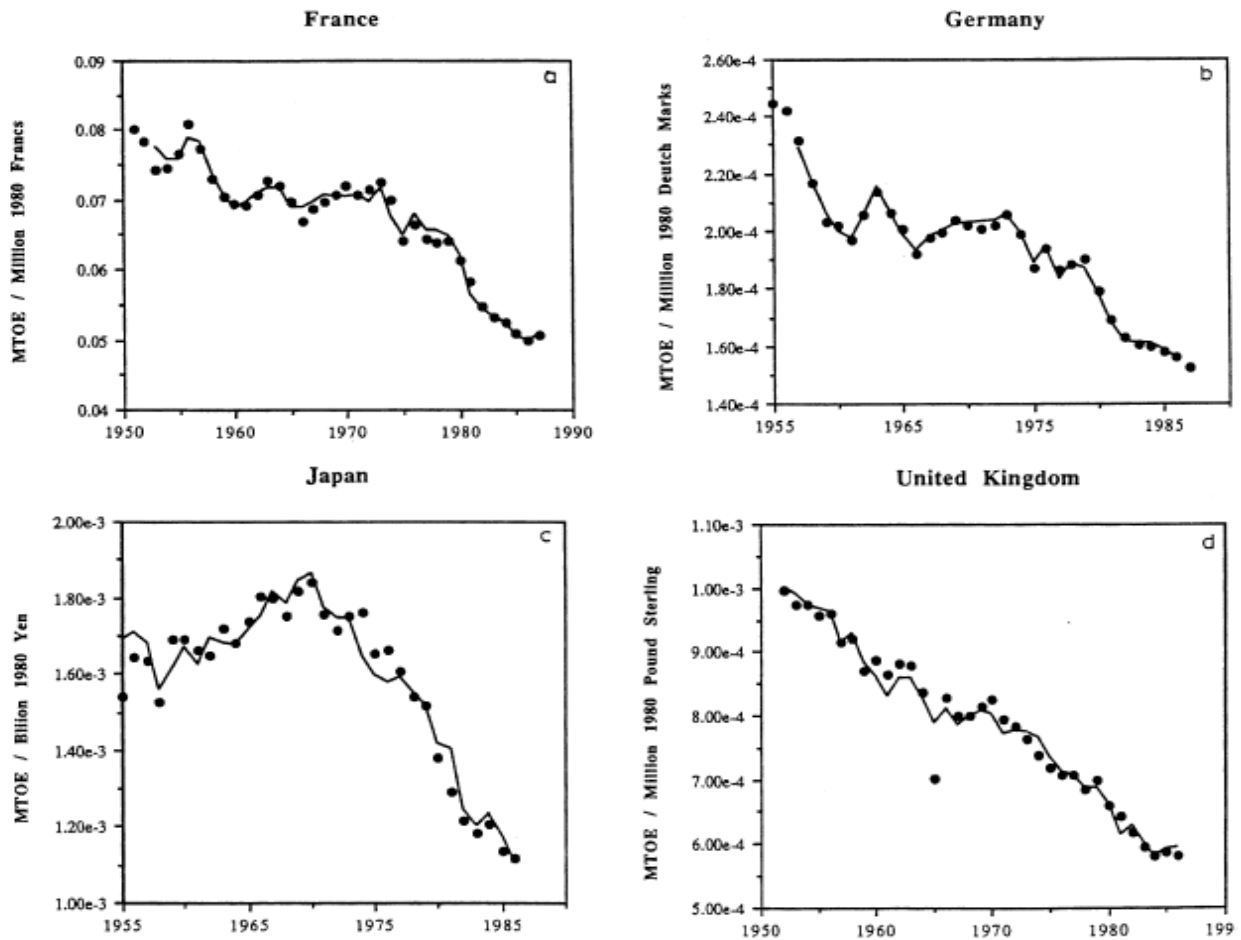 France
Germany
a
b
MTOE / Million 1980 Francs
0.09
0.08
0.07
0.06
0.05
0.04
1950 1960 1970 1980 1990
MTOE / Milllion 1980 Deutch Marks
2.60e-4
2.40e-4
2.20e-4
2.00e-4
1.80e-4
1.60e-4
1.40e-4
1955 1965 1975 1985
Japan
United Kingdom
c
d
MTOE / Bllion 1980 Yen
2.00e-3
1.80e-3
1.60e-3
1.40e-3
1.20e-3
1.00e-3
1955 1965 1975 1985
MTOE / Million 1980 Pound Sterling
1.10e-3
1.00e-3
9.00e-4
8.00e-4
7.00e-4
6.00e-4
5.00e-4
1950 1960 1970 1980 199